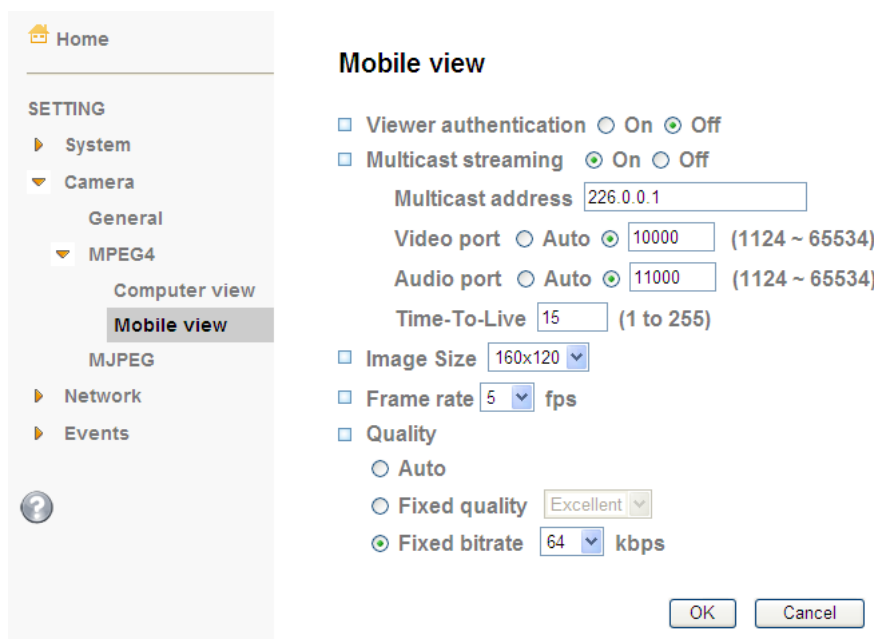 Home
SETTING
System
Camera
General
MPEG4
Computer view
Mobile view
MJPEG
Network
Events
?
Mobile view
Viewer authentication On Off
Multicast streaming On Off
Multicast address 226.0.0.1
Video port Auto 10000 (1124 ~ 65534)
Audio port Auto 11000 (1124 ~ 65534)
Time-To-Live 15 (1 to 255)
Image Size 160x120
Frame rate 5 fps
Quality
Auto
Fixed quality Excellent
Fixed bitrate 64 kbps
OK Cancel